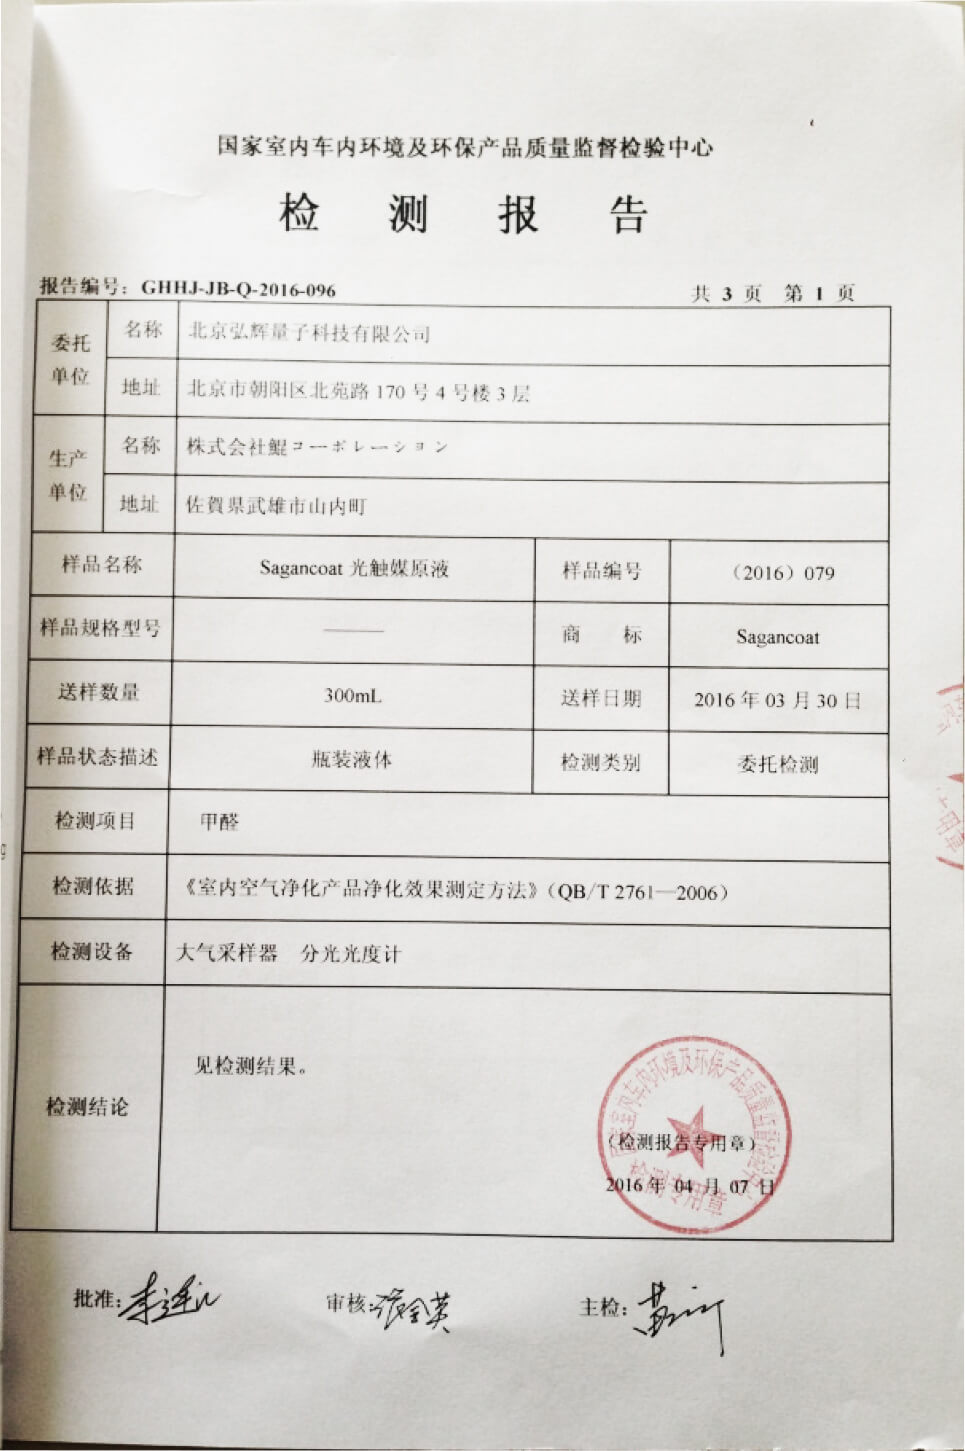 国家室内车内环境及环保产品质量监督检验中心
检 测 报 告
报告编号：GHHJ-JB-Q-2016-096
共 3 页 第 1 页
委托单位
名称 北京弘辉量子科技有限公司
地址 北京市朝阳区北苑路 170 号 4 号楼 3 层
生产单位
名称 株式会社鯤コーポレーション
地址 佐賀県武雄市山内町
样品名称 Sagancoat 光触媒原液 样品编号 （2016）079
样品规格型号 —— 商 标 Sagancoat
送样数量 300mL 送样日期 2016 年 03 月 30 日
样品状态描述 瓶装液体 检测类别 委托检测
检测项目 甲醛
检测依据 《室内空气净化产品净化效果测定方法》（QB/T 2761—2006）
检测设备 大气采样器 分光光度计
检测结论 见检测结果。
国家室内车内环境及环保产品质量监督检验中心
（检测报告专用章）
2016 年 04 月 07 日
检测专用章
批准：
审核：
主检：